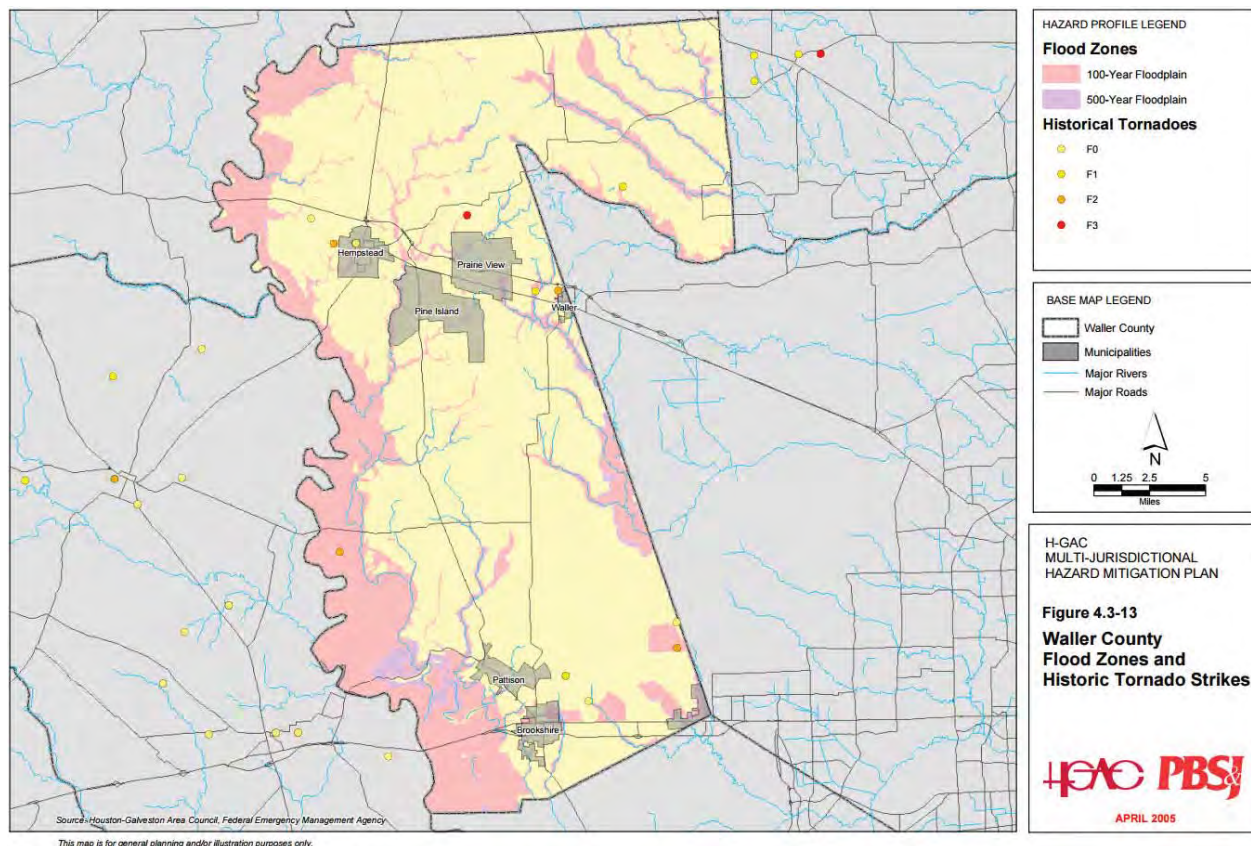 Hempstead
Prairie View
Pine Island
Waller
Pattison
Brookshire
Source: Houston-Galveston Area Council, Federal Emergency Management Agency
This map is for general planning and/or illustration purposes only.
HAZARD PROFILE LEGEND
Flood Zones
100-Year Floodplain
500-Year Floodplain
Historical Tornadoes
F0
F1
F2
F3
BASE MAP LEGEND
Waller County
Municipalities
Major Rivers
Major Roads
N
0 1.25 2.5 5
Miles
H-GAC
MULTI-JURISDICTIONAL
HAZARD MITIGATION PLAN
Figure 4.3-13
Waller County
Flood Zones and
Historic Tornado Strikes
HGAC PBS&J
APRIL 2005